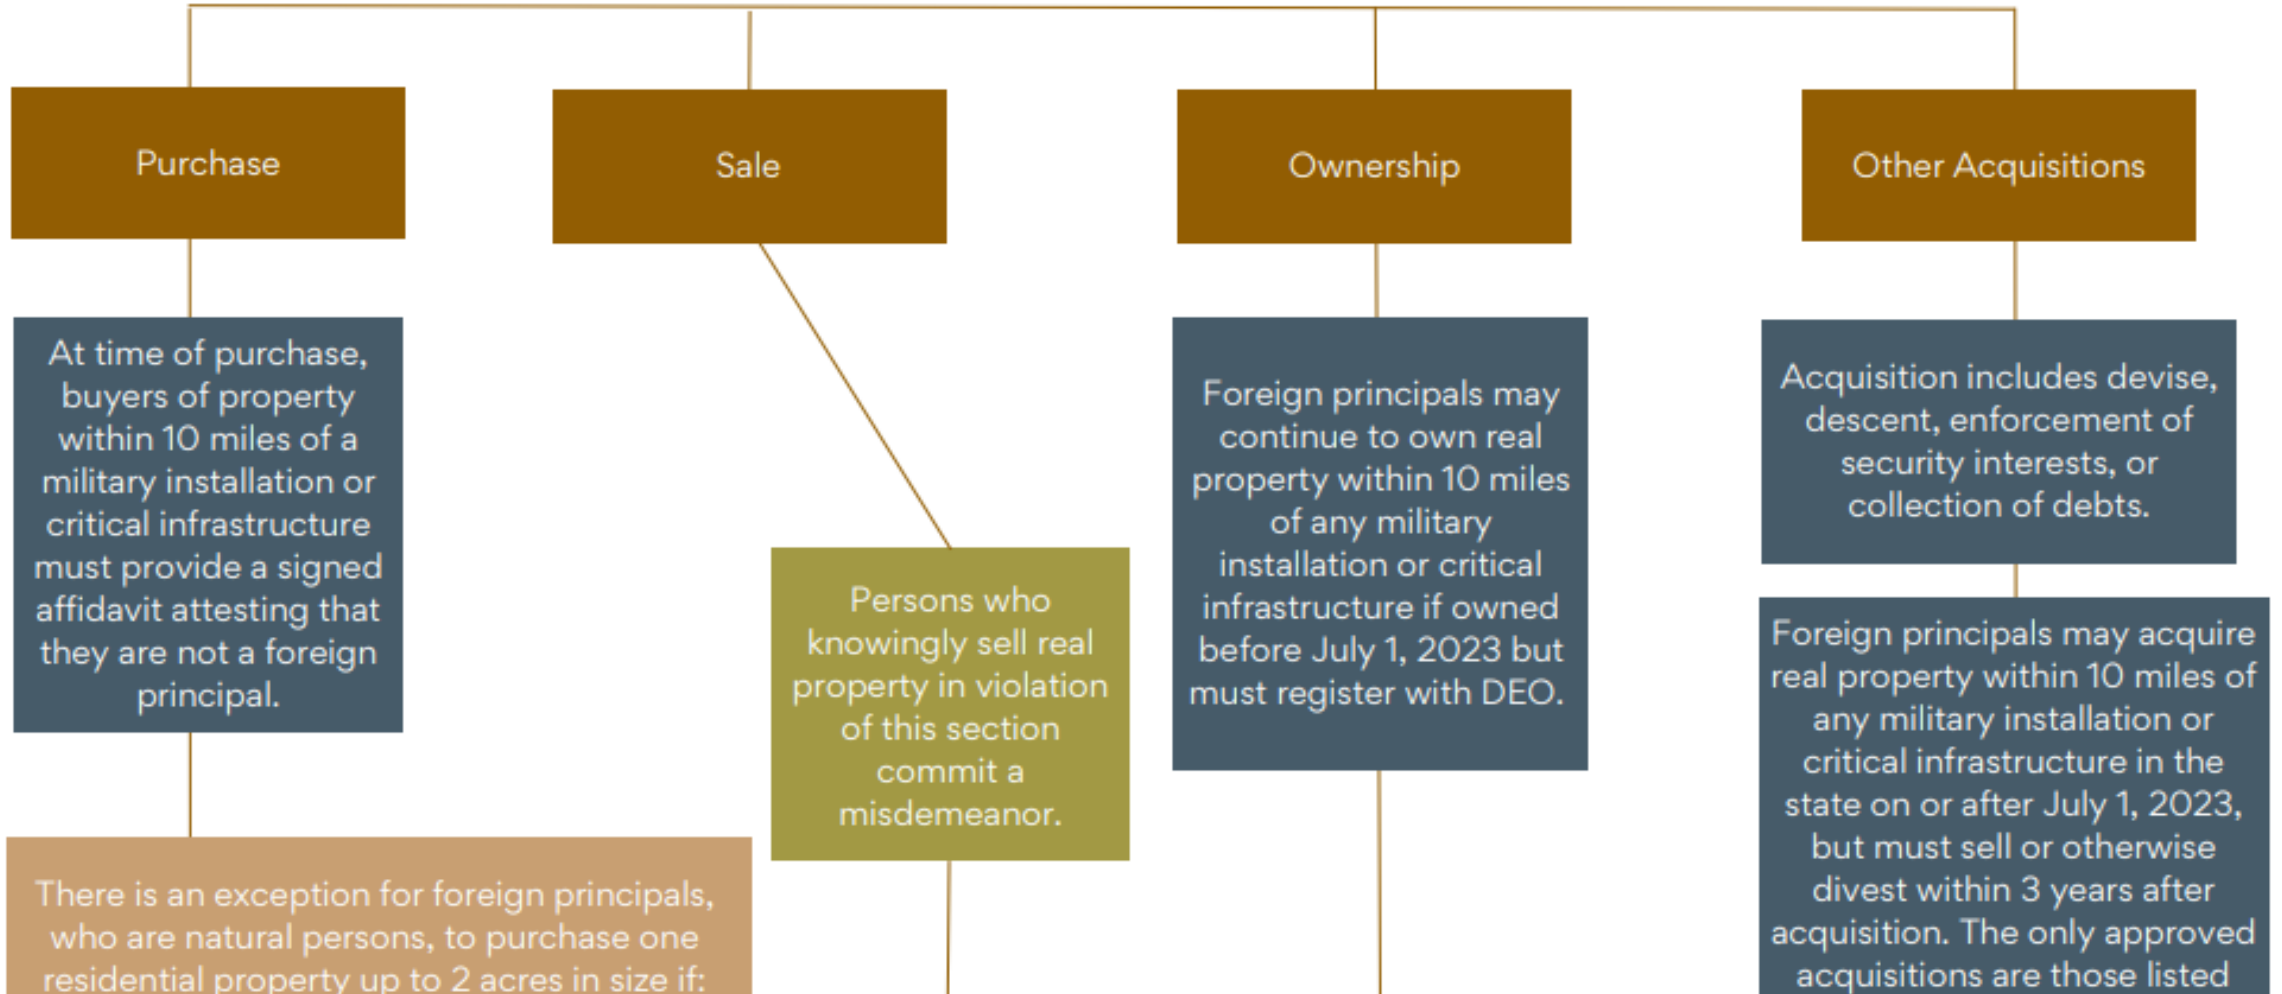 Purchase
Sale
Ownership
Other Acquisitions
At time of purchase,
buyers of property
within 10 miles of a
military installation or
critical infrastructure
must provide a signed
affidavit attesting that
they are not a foreign
principal.
There is an exception for foreign principals,
who are natural persons, to purchase one
residential property up to 2 acres in size if:
Persons who
knowingly sell real
property in violation
of this section
commit a
misdemeanor.
Foreign principals may
continue to own real
property within 10 miles
of any military
installation or critical
infrastructure if owned
before July 1, 2023 but
must register with DEO.
Acquisition includes devise,
descent, enforcement of
security interests, or
collection of debts.
Foreign principals may acquire
real property within 10 miles of
any military installation or
critical infrastructure in the
state on or after July 1, 2023,
but must sell or otherwise
divest within 3 years after
acquisition. The only approved
acquisitions are those listed